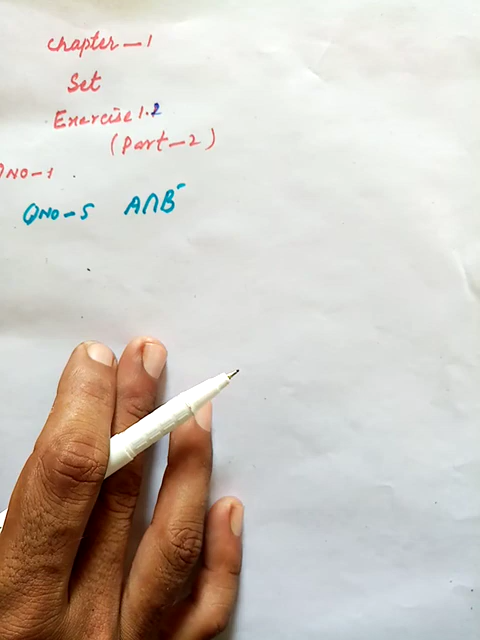 Chapter - 1
Set
Exercise 1.2
(Part - 2)
QNO - 1
QNO - 5 A∩B̅